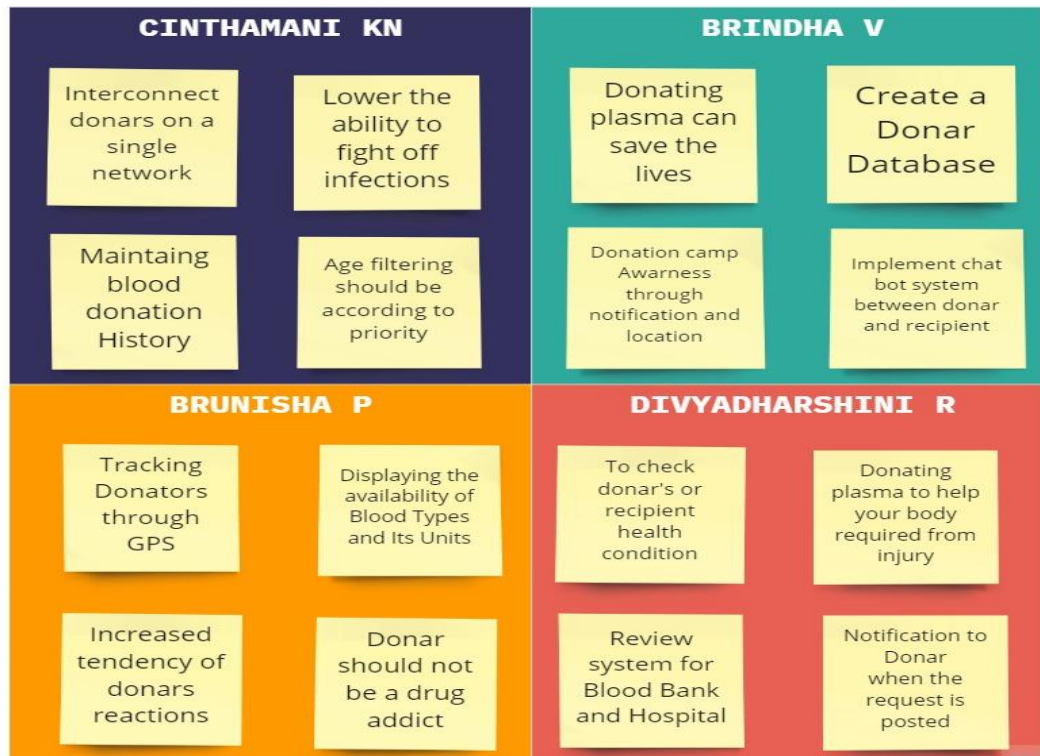 CINTHAMANI KN
Interconnect
donars on a
single
network
Lower the
ability to
fight off
infections
Maintaing
blood
donation
History
Age filtering
should be
according to
priority
BRINDHA V
Donating
plasma can
save the
lives
Create a
Donar
Database
Donation camp
Awarness
through
notification and
location
Implement chat
bot system
between donar
and recipient
BRUNISHA P
Tracking
Donators
through
GPS
Displaying the
availability of
Blood Types
and Its Units
Increased
tendency of
donars
reactions
Donar
should not
be a drug
addict
DIVYADHARSHINI R
To check
donar's or
recipient
health
condition
Donating
plasma to help
your body
required from
injury
Review
system for
Blood Bank
and Hospital
Notification to
Donar
when the
request is
posted